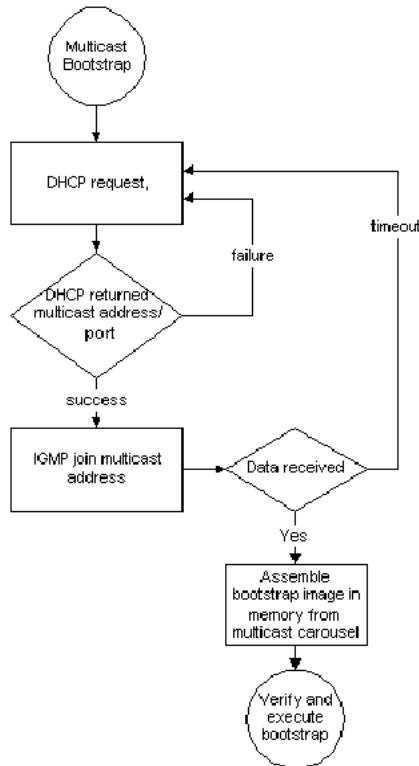 Multicast
Bootstrap
DHCP request,
timeout
failure
DHCP returned
multicast address/
port
success
IGMP join multicast
address
Data received
Yes
Assemble
bootstrap image in
memory from
multicast carousel
Verify and
execute
bootstrap